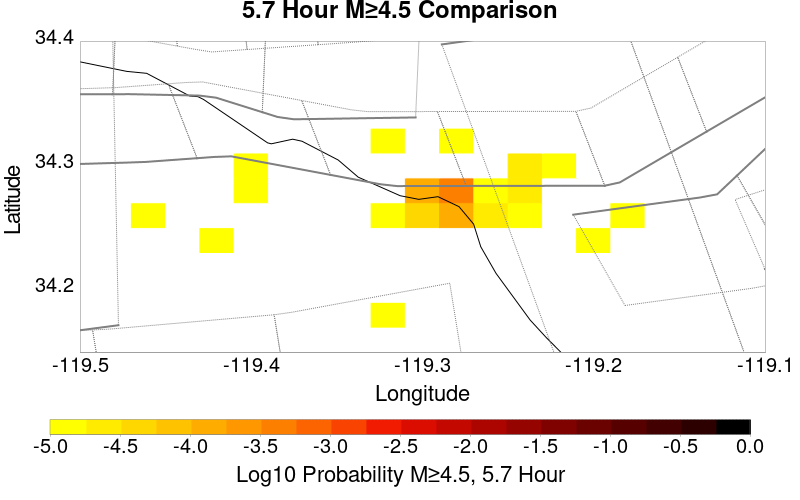 5.7 Hour M≥4.5 Comparison
34.4
34.3
34.2
Latitude
-119.5 -119.4 -119.3 -119.2 -119.1
Longitude
-5.0 -4.5 -4.0 -3.5 -3.0 -2.5 -2.0 -1.5 -1.0 -0.5 0.0
Log10 Probability M≥4.5, 5.7 Hour